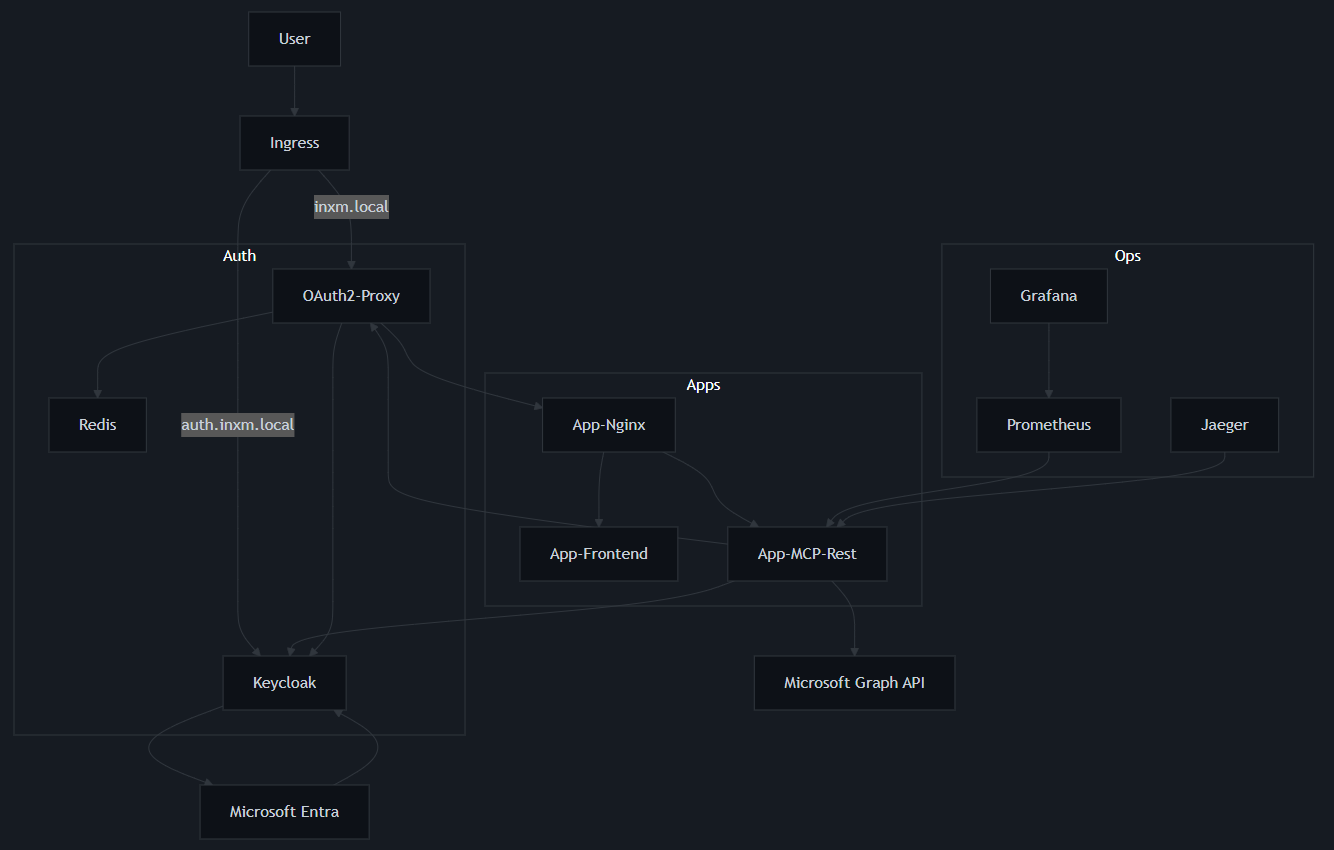 User
Ingress
inxm.local
Auth
Ops
OAuth2-Proxy
Grafana
Apps
Redis
auth.inxm.local
App-Nginx
Prometheus
Jaeger
App-Frontend
App-MCP-Rest
Keycloak
Microsoft Graph API
Microsoft Entra